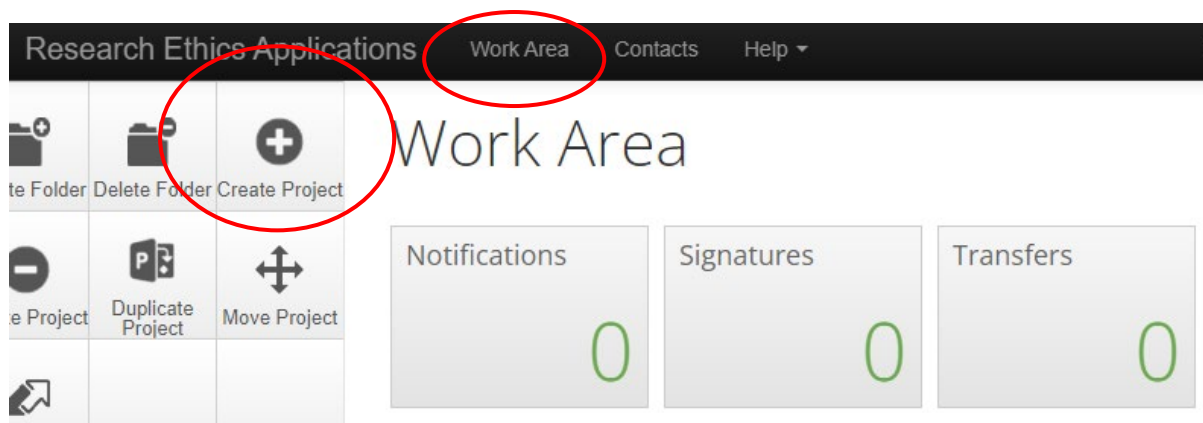 Research Ethics Applications Work Area Contacts Help
te Folder Delete Folder Create Project
Work Area
Notifications Signatures Transfers
0 0 0
e Project Duplicate Project Move Project